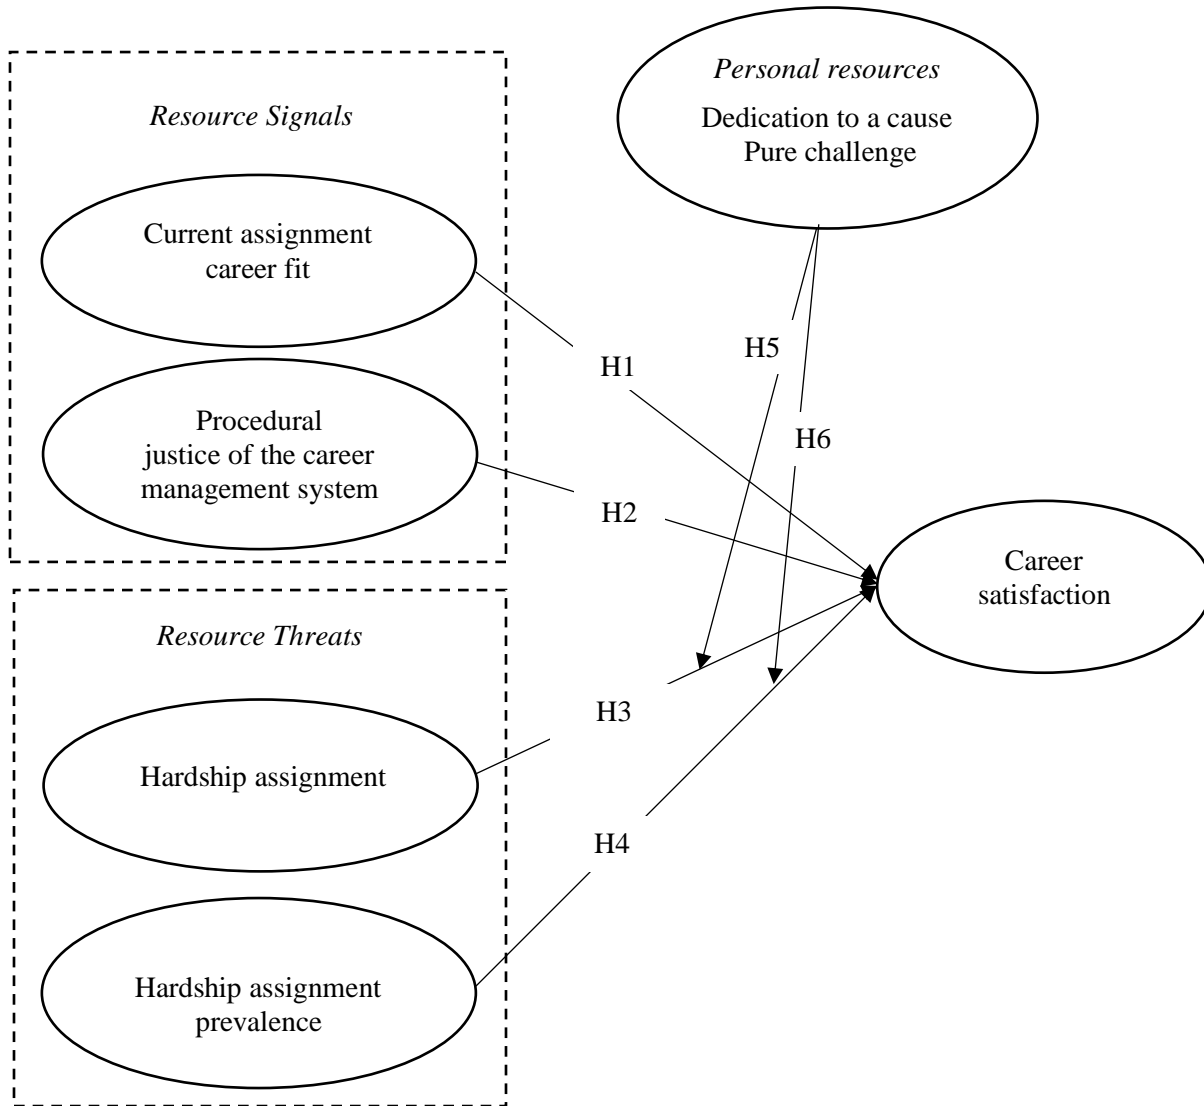 Resource Signals
Current assignment
career fit
Procedural
justice of the career
management system
Resource Threats
Hardship assignment
Hardship assignment
prevalence
Personal resources
Dedication to a cause
Pure challenge
H1
H2
H3
H4
H5
H6
Career
satisfaction